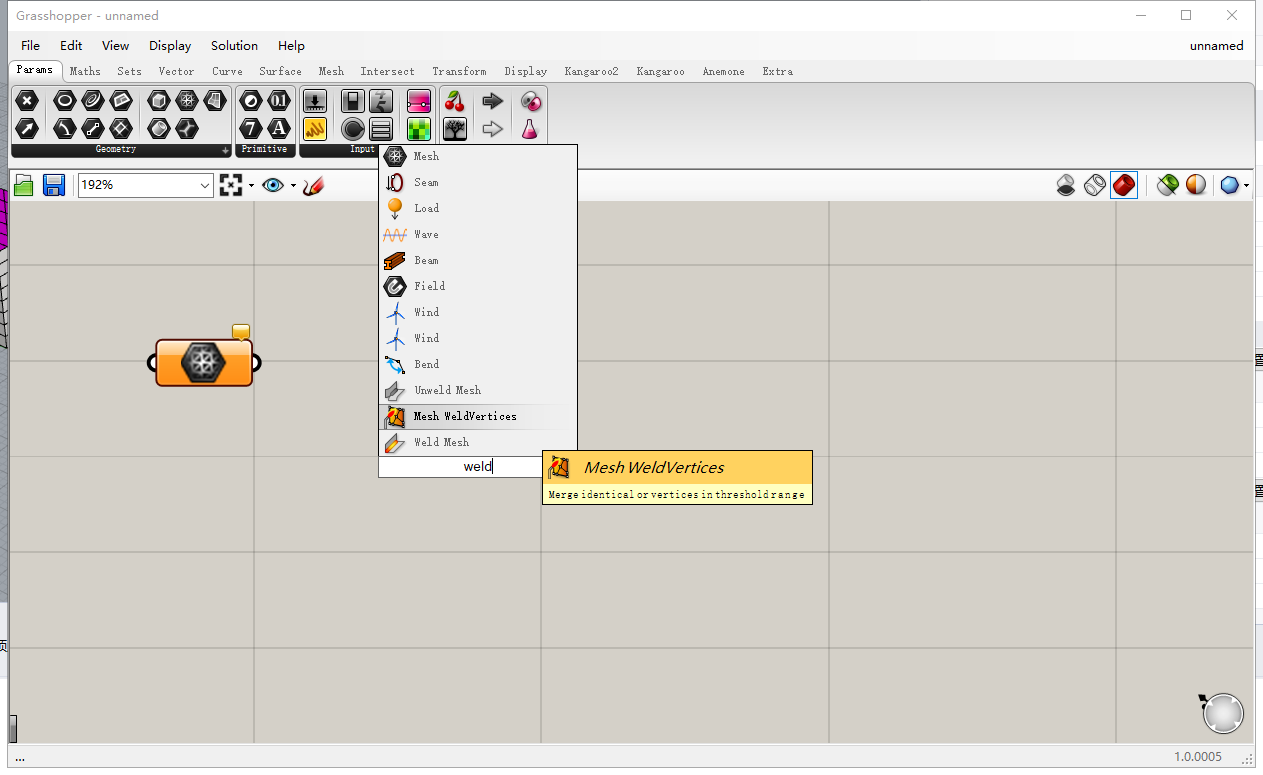 Grasshopper - unnamed
File Edit View Display Solution Help unnamed
Params Maths Sets Vector Curve Surface Mesh Intersect Transform Display Kangaroo2 Kangaroo Anemone Extra
Geometry Primitive Input
192%
Mesh
Seam
Load
Wave
Beam
Field
Wind
Wind
Bend
Unweld Mesh
Mesh WeldVertices
Weld Mesh
weld
Mesh WeldVertices
Merge identical or vertices in threshold range
... 1.0.0005